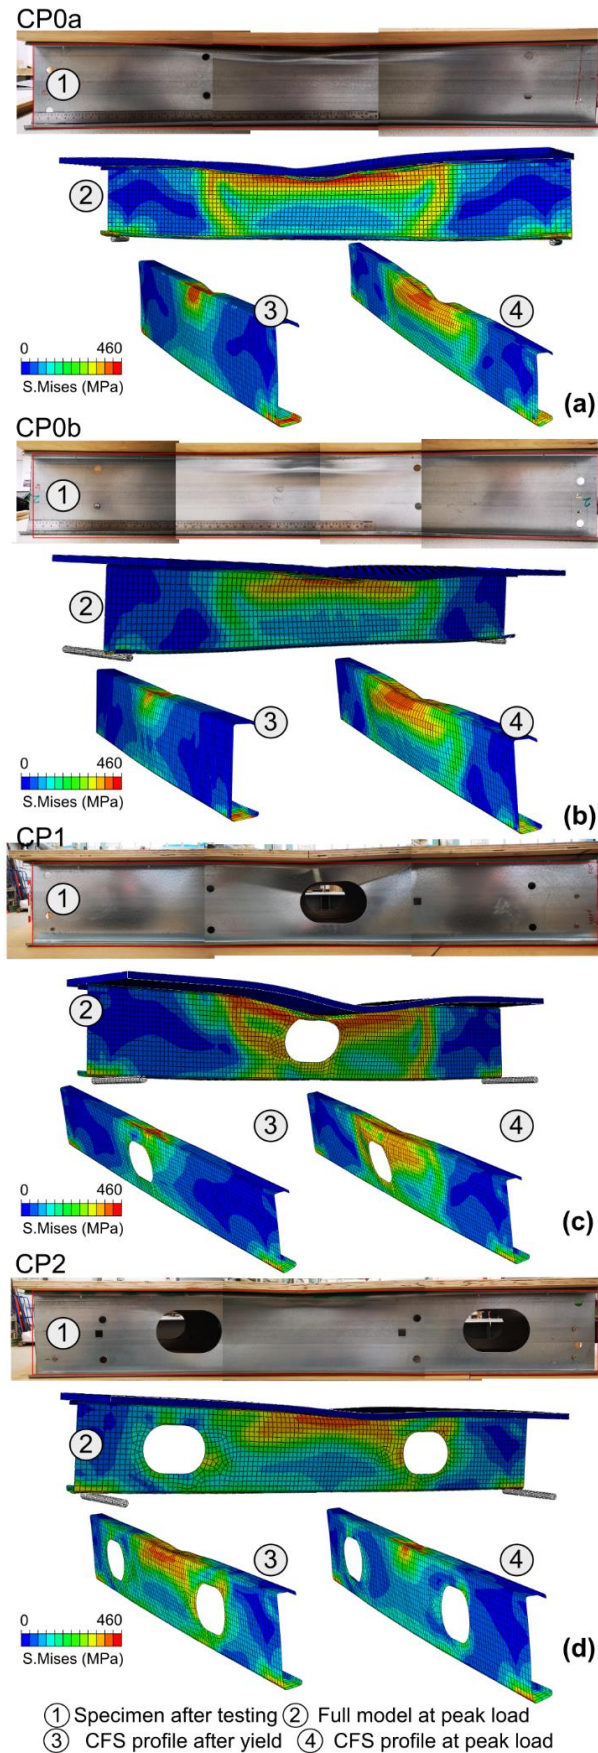 CP0a
1
2
3
4
0 460
S.Mises (MPa)
(a)
CP0b
1
2
3
4
0 460
S.Mises (MPa)
(b)
CP1
1
2
3
4
0 460
S.Mises (MPa)
(c)
CP2
1
2
3
4
0 460
S.Mises (MPa)
(d)
1 Specimen after testing 2 Full model at peak load
3 CFS profile after yield 4 CFS profile at peak load